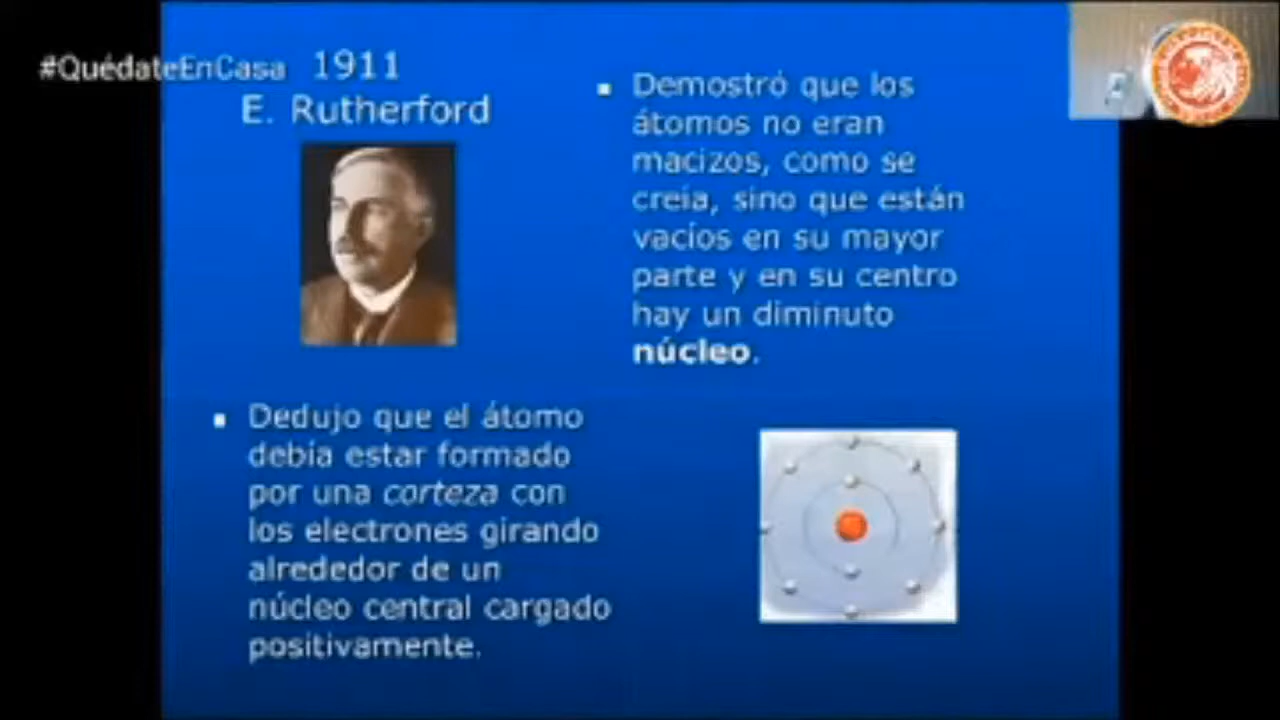 #QuédateEnCasa
1911
E. Rutherford
▪ Demostró que los
átomos no eran
macizos, como se
creia, sino que están
vacíos en su mayor
parte y en su centro
hay un diminuto
núcleo.
▪ Dedujo que el átomo
debía estar formado
por una corteza con
los electrones girando
alrededor de un
núcleo central cargado
positivamente.